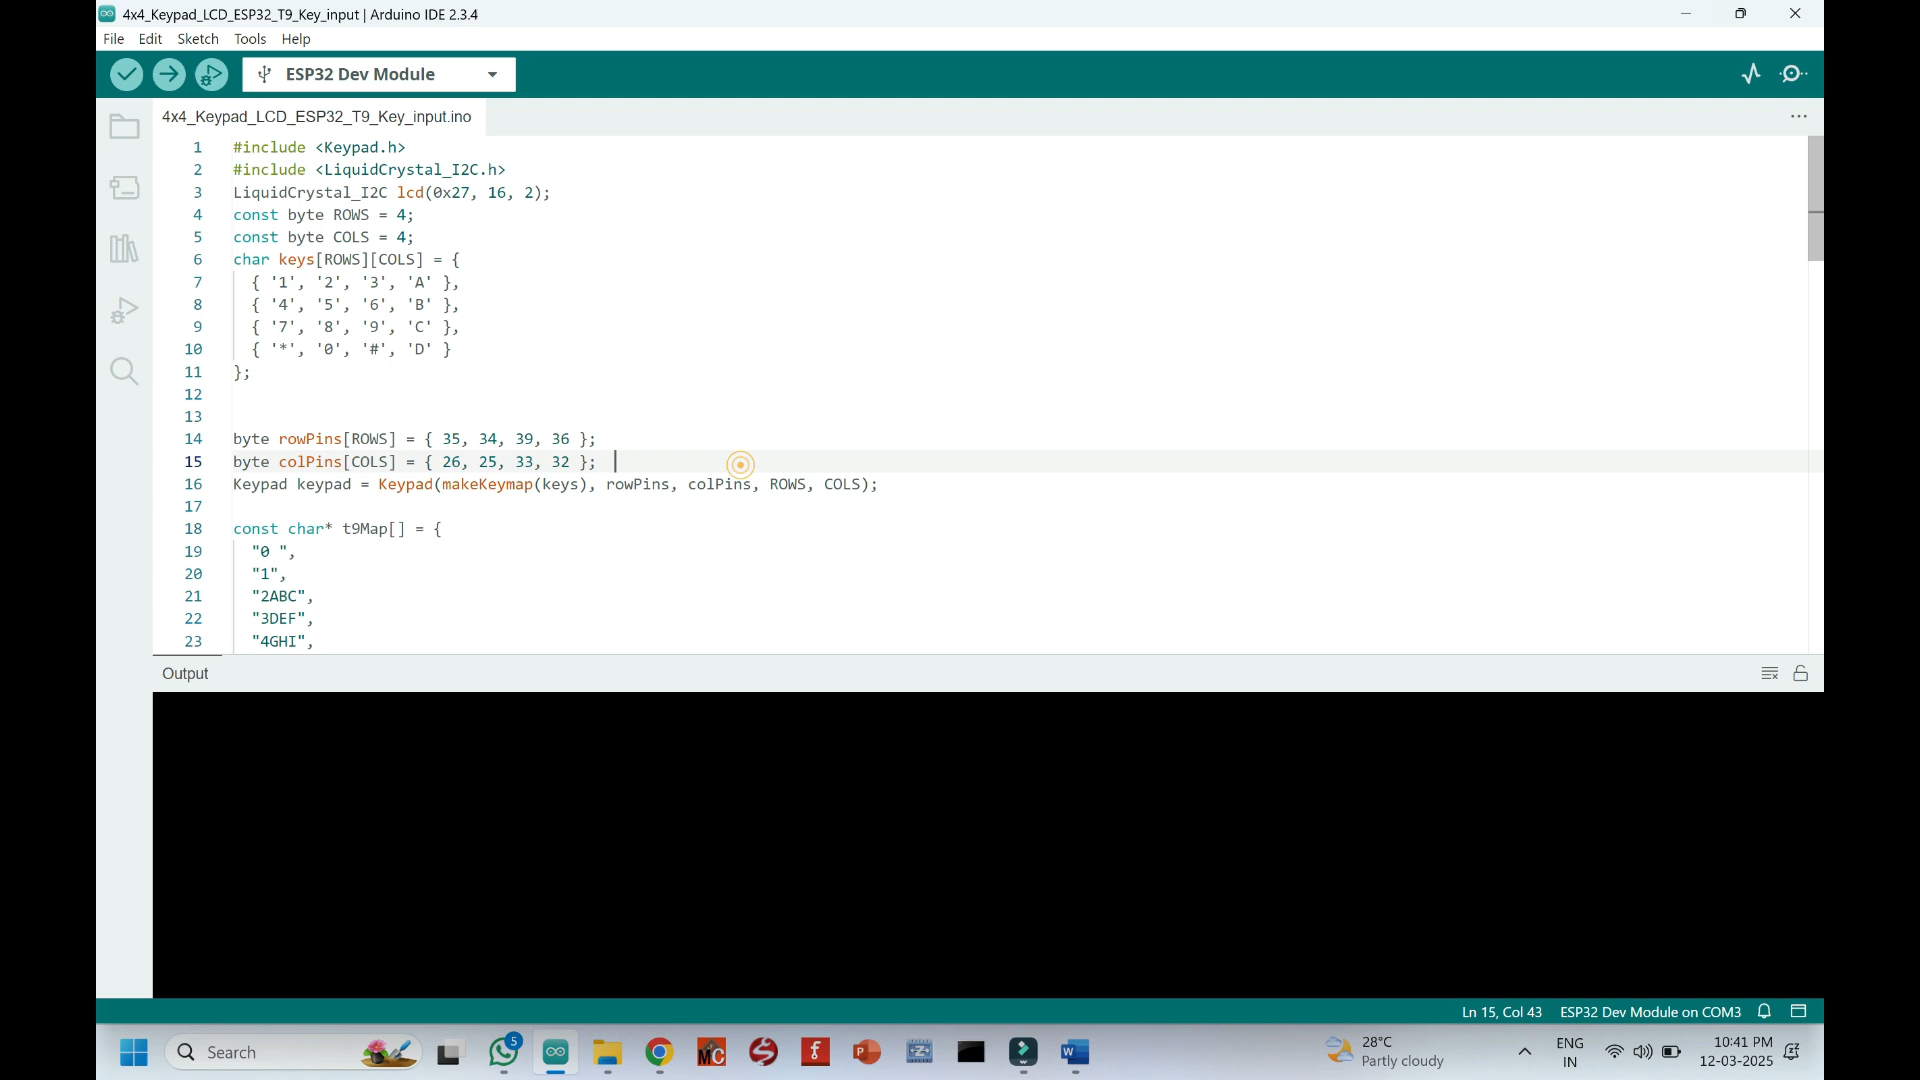 4x4_Keypad_LCD_ESP32_T9_Key_input | Arduino IDE 2.3.4
File Edit Sketch Tools Help
ESP32 Dev Module
4x4_Keypad_LCD_ESP32_T9_Key_input.ino
1 #include <Keypad.h>
2 #include <LiquidCrystal_I2C.h>
3 LiquidCrystal_I2C lcd(0x27, 16, 2);
4 const byte ROWS = 4;
5 const byte COLS = 4;
6 char keys[ROWS][COLS] = {
7 { '1', '2', '3', 'A' },
8 { '4', '5', '6', 'B' },
9 { '7', '8', '9', 'C' },
10 { '*', '0', '#', 'D' }
11 };
12
13
14 byte rowPins[ROWS] = { 35, 34, 39, 36 };
15 byte colPins[COLS] = { 26, 25, 33, 32 };
16 Keypad keypad = Keypad(makeKeymap(keys), rowPins, colPins, ROWS, COLS);
17
18 const char* t9Map[] = {
19 "0 ",
20 "1",
21 "2ABC",
22 "3DEF",
23 "4GHI",
Output
Ln 15, Col 43 ESP32 Dev Module on COM3
Search
5
MC
f
P
W
28°C
Partly cloudy
ENG
IN
10:41 PM
12-03-2025